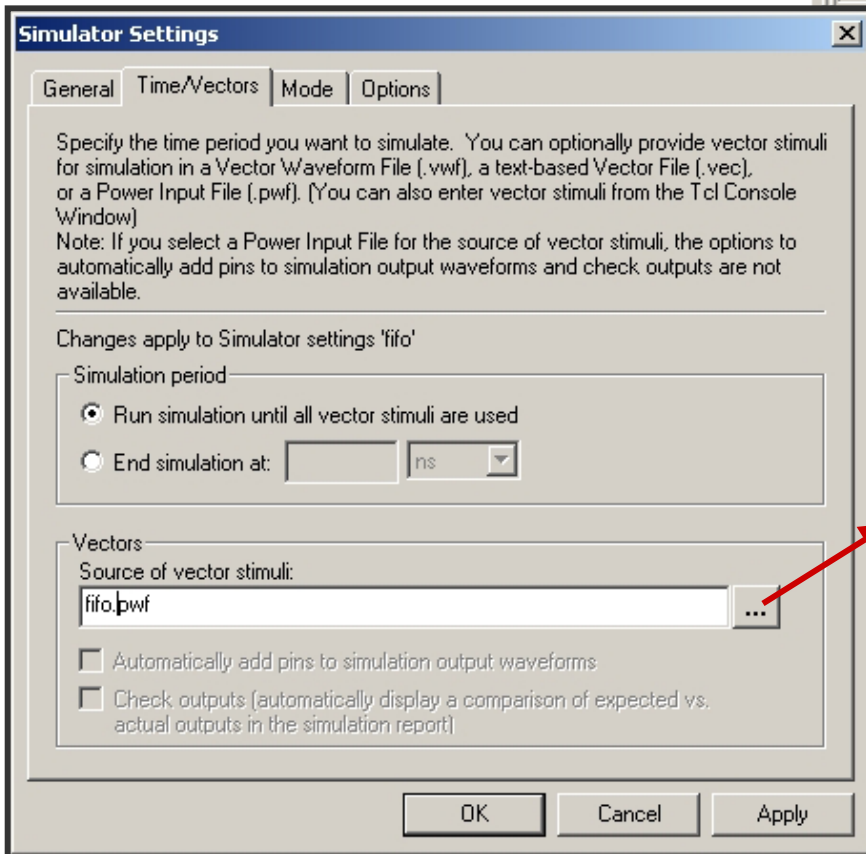 Simulator Settings
General Time/Vectors Mode Options
Specify the time period you want to simulate. You can optionally provide vector stimuli
for simulation in a Vector Waveform File (.vwf), a text-based Vector File (.vec),
or a Power Input File (.pwf). (You can also enter vector stimuli from the Tcl Console
Window)
Note: If you select a Power Input File for the source of vector stimuli, the options to
automatically add pins to simulation output waveforms and check outputs are not
available.
Changes apply to Simulator settings 'fifo'
Simulation period
Run simulation until all vector stimuli are used
End simulation at: ns
Vectors
Source of vector stimuli:
fifo.pwf ...
Automatically add pins to simulation output waveforms
Check outputs (automatically display a comparison of expected vs.
actual outputs in the simulation report)
OK Cancel Apply